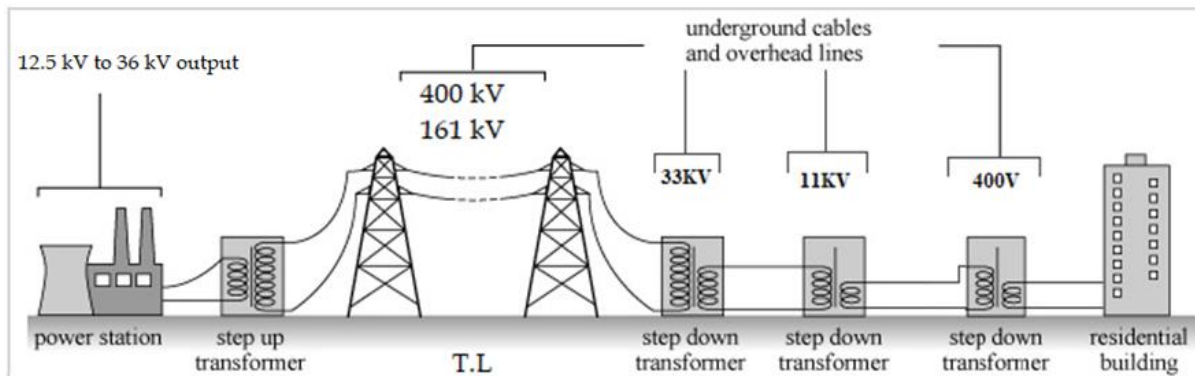 underground cables
and overhead lines
12.5 kV to 36 kV output
400 kV
161 kV
33KV
11KV
400V
power station
step up
transformer
T.L
step down
transformer
step down
transformer
step down
transformer
residential
building